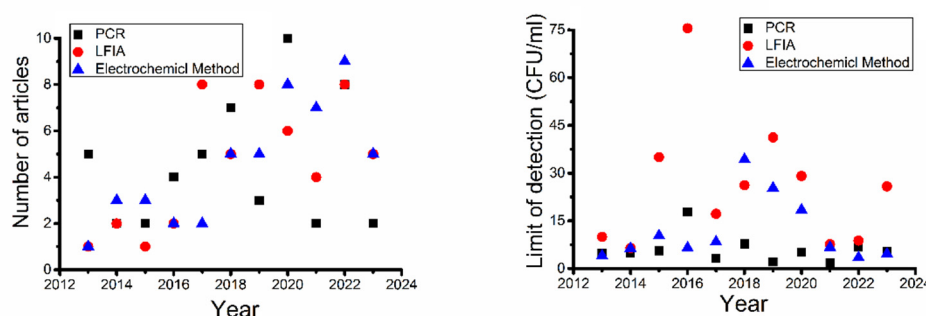 PCR
LFIA
Electrochemicl Method
Number of articles
10
8
6
4
2
0
2012 2014 2016 2018 2020 2022 2024
Year
PCR
LFIA
Electrochemicl Method
Limit of detection (CFU/ml)
75
60
45
30
15
0
2012 2014 2016 2018 2020 2022 2024
Year